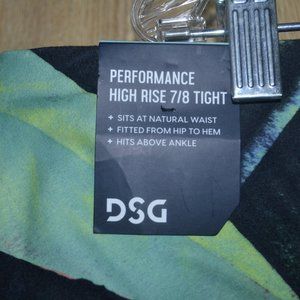 PERFORMANCE
HIGH RISE 7/8 TIGHT
+ SITS AT NATURAL WAIST
+ FITTED FROM HIP TO HEM
+ HITS ABOVE ANKLE
DSG